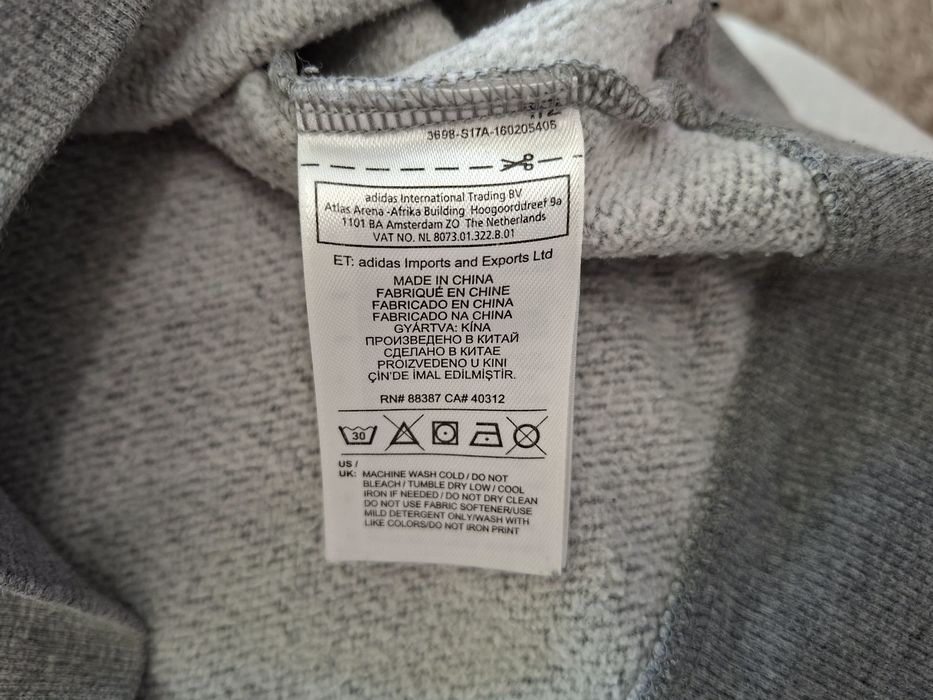 3698-S17A-160205405
adidas International Trading BV
Atlas Arena -Afrika Building Hoogoorddreef 9a
1101 BA Amsterdam ZO The Netherlands
VAT NO. NL 8073.01.322.B.01
ET: adidas Imports and Exports Ltd
MADE IN CHINA
FABRIQUÉ EN CHINE
FABRICADO EN CHINA
FABRICADO NA CHINA
GYÁRTVA: KÍNA
ПРОИЗВЕДЕНО В КИТАЙ
СДЕЛАНО В КИТАЕ
PROIZVEDENO U KINI
ÇİN'DE İMAL EDİLMİŞTİR.
RN# 88387 CA# 40312
30
US /
UK: MACHINE WASH COLD / DO NOT
BLEACH / TUMBLE DRY LOW / COOL
IRON IF NEEDED / DO NOT DRY CLEAN
DO NOT USE FABRIC SOFTENER/USE
MILD DETERGENT ONLY/WASH WITH
LIKE COLORS/DO NOT IRON PRINT